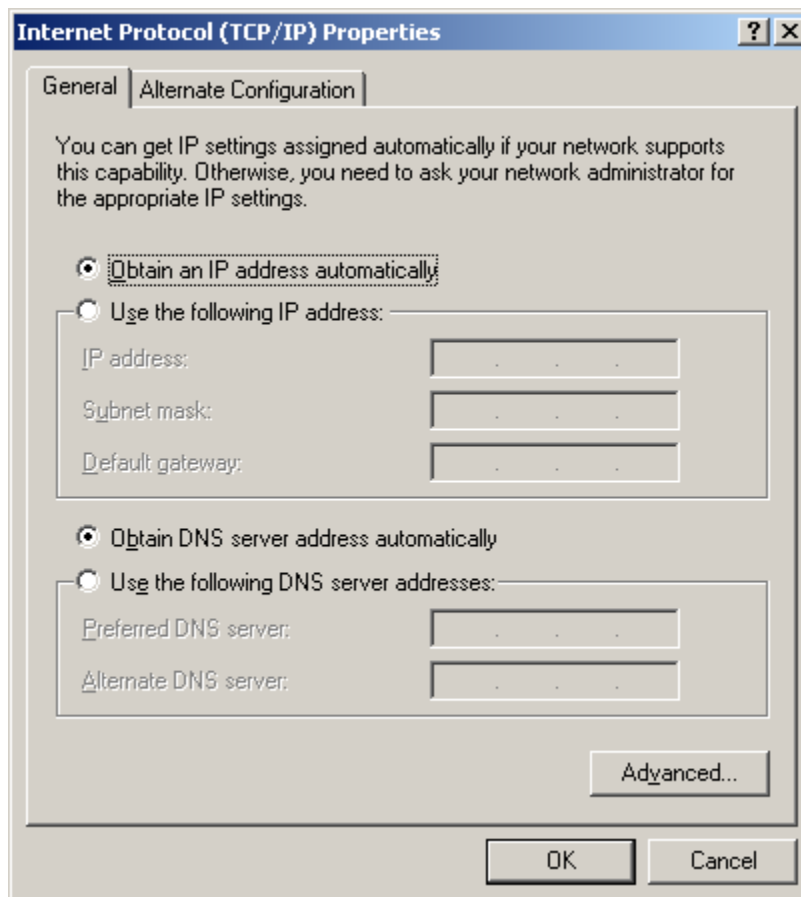 Internet Protocol (TCP/IP) Properties
General
Alternate Configuration
You can get IP settings assigned automatically if your network supports
this capability. Otherwise, you need to ask your network administrator for
the appropriate IP settings.
Obtain an IP address automatically
Use the following IP address:
IP address:
Subnet mask:
Default gateway:
Obtain DNS server address automatically
Use the following DNS server addresses:
Preferred DNS server:
Alternate DNS server:
Advanced...
OK
Cancel